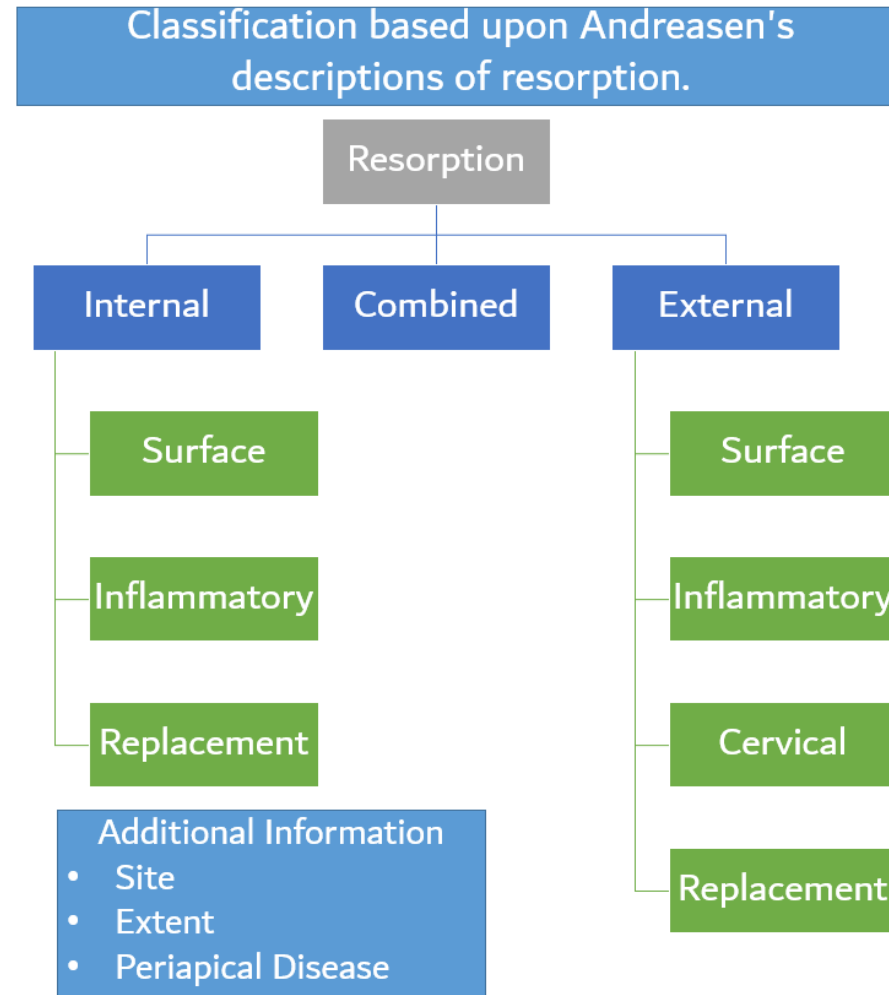 Classification based upon Andreasen's
descriptions of resorption.
Resorption
Internal
Combined
External
Surface
Surface
Inflammatory
Inflammatory
Replacement
Cervical
Replacement
Additional Information
• Site
• Extent
• Periapical Disease